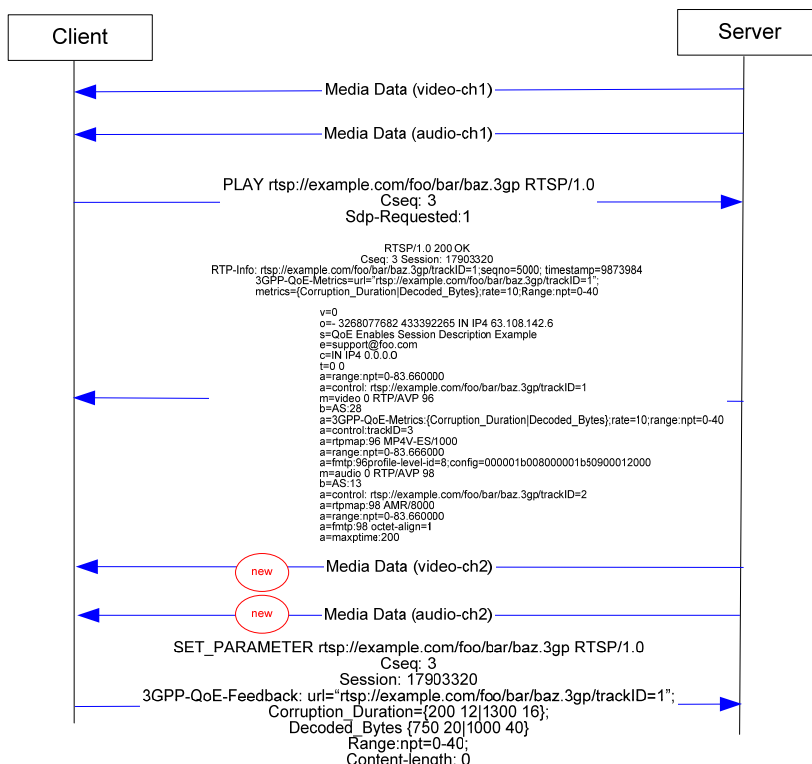 Client
Server
Media Data (video-ch1)
Media Data (audio-ch1)
PLAY rtsp://example.com/foo/bar/baz.3gp RTSP/1.0
Cseq: 3
Sdp-Requested:1
RTSP/1.0 200 OK
Cseq: 3 Session: 17903320
RTP-Info: rtsp://example.com/foo/bar/baz.3gp/trackID=1;seqno=5000; timestamp=9873984
3GPP-QoE-Metrics=url="rtsp://example.com/foo/bar/baz.3gp/trackID=1";
metrics={Corruption_Duration|Decoded_Bytes};rate=10;Range:npt=0-40
v=0
o=- 3268077682 433392265 IN IP4 63.108.142.6
s=QoE Enables Session Description Example
e=support@foo.com
c=IN IP4 0.0.0.0
t=0 0
a=range:npt=0-83.660000
a=control: rtsp://example.com/foo/bar/baz.3gp/trackID=1
m=video 0 RTP/AVP 96
b=AS:28
a=3GPP-QoE-Metrics:{Corruption_Duration|Decoded_Bytes};rate=10;range:npt=0-40
a=control:trackID=3
a=rtpmap:96 MP4V-ES/1000
a=range:npt=0-83.666000
a=fmtp:96profile-level-id=8;config=000001b008000001b50900012000
m=audio 0 RTP/AVP 98
b=AS:13
a=control: rtsp://example.com/foo/bar/baz.3gp/trackID=2
a=rtpmap:98 AMR/8000
a=range:npt=0-83.660000
a=fmtp:98 octet-align=1
a=maxptime:200
new
Media Data (video-ch2)
new
Media Data (audio-ch2)
SET_PARAMETER rtsp://example.com/foo/bar/baz.3gp RTSP/1.0
Cseq: 3
Session: 17903320
3GPP-QoE-Feedback: url=“rtsp://example.com/foo/bar/baz.3gp/trackID=1”;
Corruption_Duration={200 12|1300 16};
Decoded_Bytes {750 20|1000 40}
Range:npt=0-40;
Content-length: 0